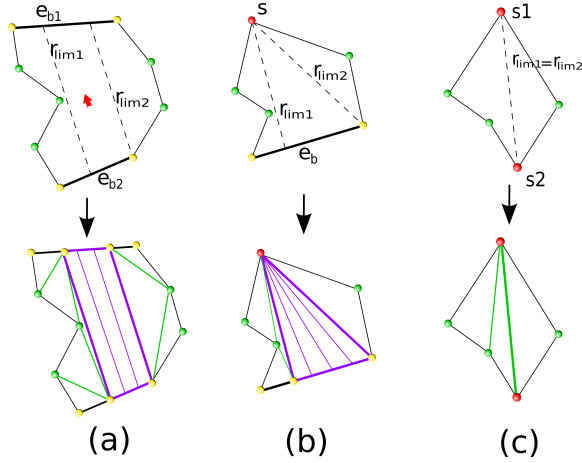 e_b1
r_lim1
r_lim2
e_b2
s
r_lim2
r_lim1
e_b
s1
r_lim1=r_lim2
s2
(a) (b) (c)